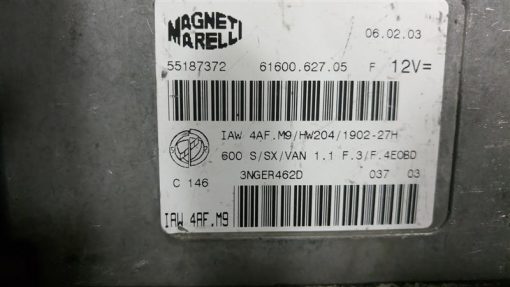 MAGNETI
MARELLI
06.02.03
55187372 61600.627.05 F 12V=
IAW 4AF.M9/HW204/1902-27H
600 S/SX/VAN 1.1 F.3/F.4EOBD
C 146 3NGER462D 037 03
IAW 4AF.M9